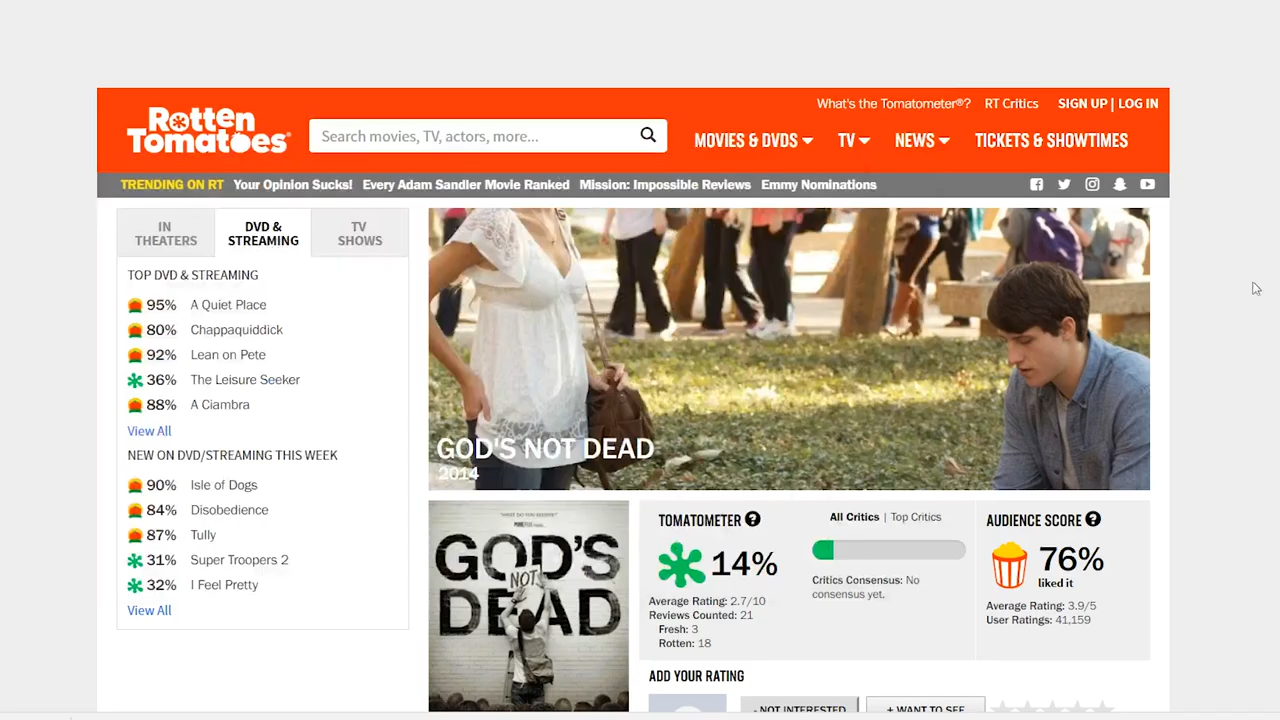 What's the Tomatometer®? RT Critics SIGN UP | LOG IN
Rotten
Tomatoes®
Search movies, TV, actors, more...
MOVIES & DVDS TV NEWS TICKETS & SHOWTIMES
TRENDING ON RT Your Opinion Sucks! Every Adam Sandler Movie Ranked Mission: Impossible Reviews Emmy Nominations
IN
THEATERS
DVD &
STREAMING
TV
SHOWS
TOP DVD & STREAMING
95% A Quiet Place
80% Chappaquiddick
92% Lean on Pete
36% The Leisure Seeker
88% A Ciambra
View All
NEW ON DVD/STREAMING THIS WEEK
90% Isle of Dogs
84% Disobedience
87% Tully
31% Super Troopers 2
32% I Feel Pretty
View All
GOD'S NOT DEAD
2014
WHAT DO YOU BELIEVE?
GOD'S
NOT
DEAD
TOMATOMETER ?
14%
Average Rating: 2.7/10
Reviews Counted: 21
Fresh: 3
Rotten: 18
All Critics | Top Critics
Critics Consensus: No
consensus yet.
AUDIENCE SCORE ?
76%
liked it
Average Rating: 3.9/5
User Ratings: 41,159
ADD YOUR RATING
- NOT INTERESTED
+ WANT TO SEE